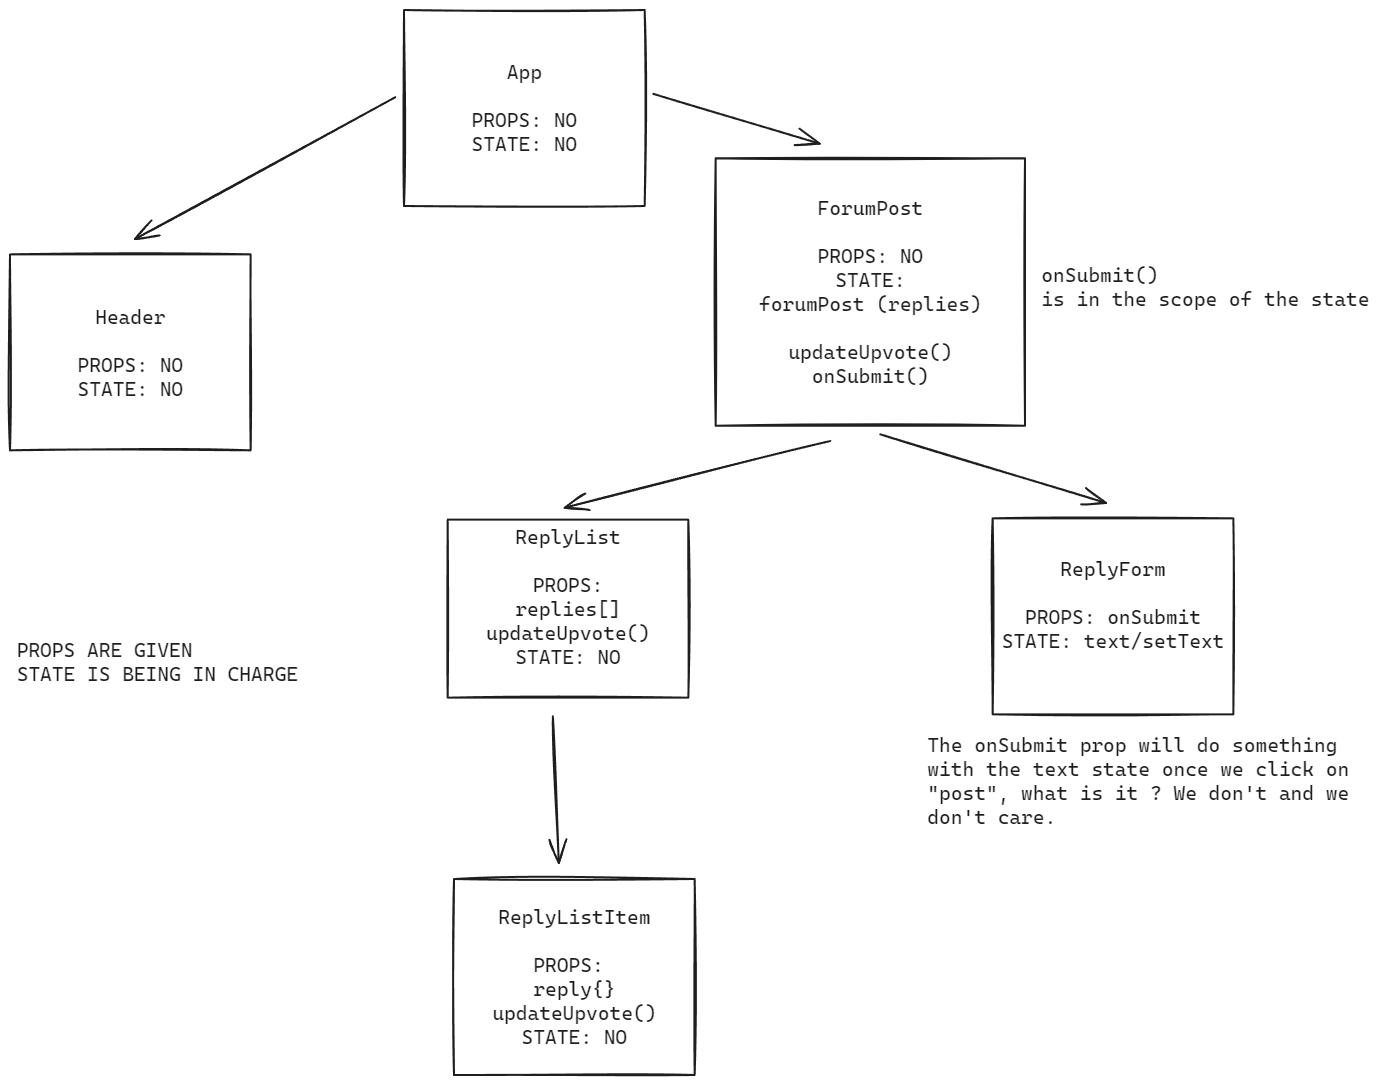 App
PROPS: NO
STATE: NO
ForumPost
PROPS: NO
STATE:
forumPost (replies)
updateUpvote()
onSubmit()
onSubmit()
is in the scope of the state
Header
PROPS: NO
STATE: NO
ReplyList
PROPS:
replies[]
updateUpvote()
STATE: NO
ReplyForm
PROPS: onSubmit
STATE: text/setText
PROPS ARE GIVEN
STATE IS BEING IN CHARGE
The onSubmit prop will do something
with the text state once we click on
"post", what is it ? We don't and we
don't care.
ReplyListItem
PROPS:
reply{}
updateUpvote()
STATE: NO